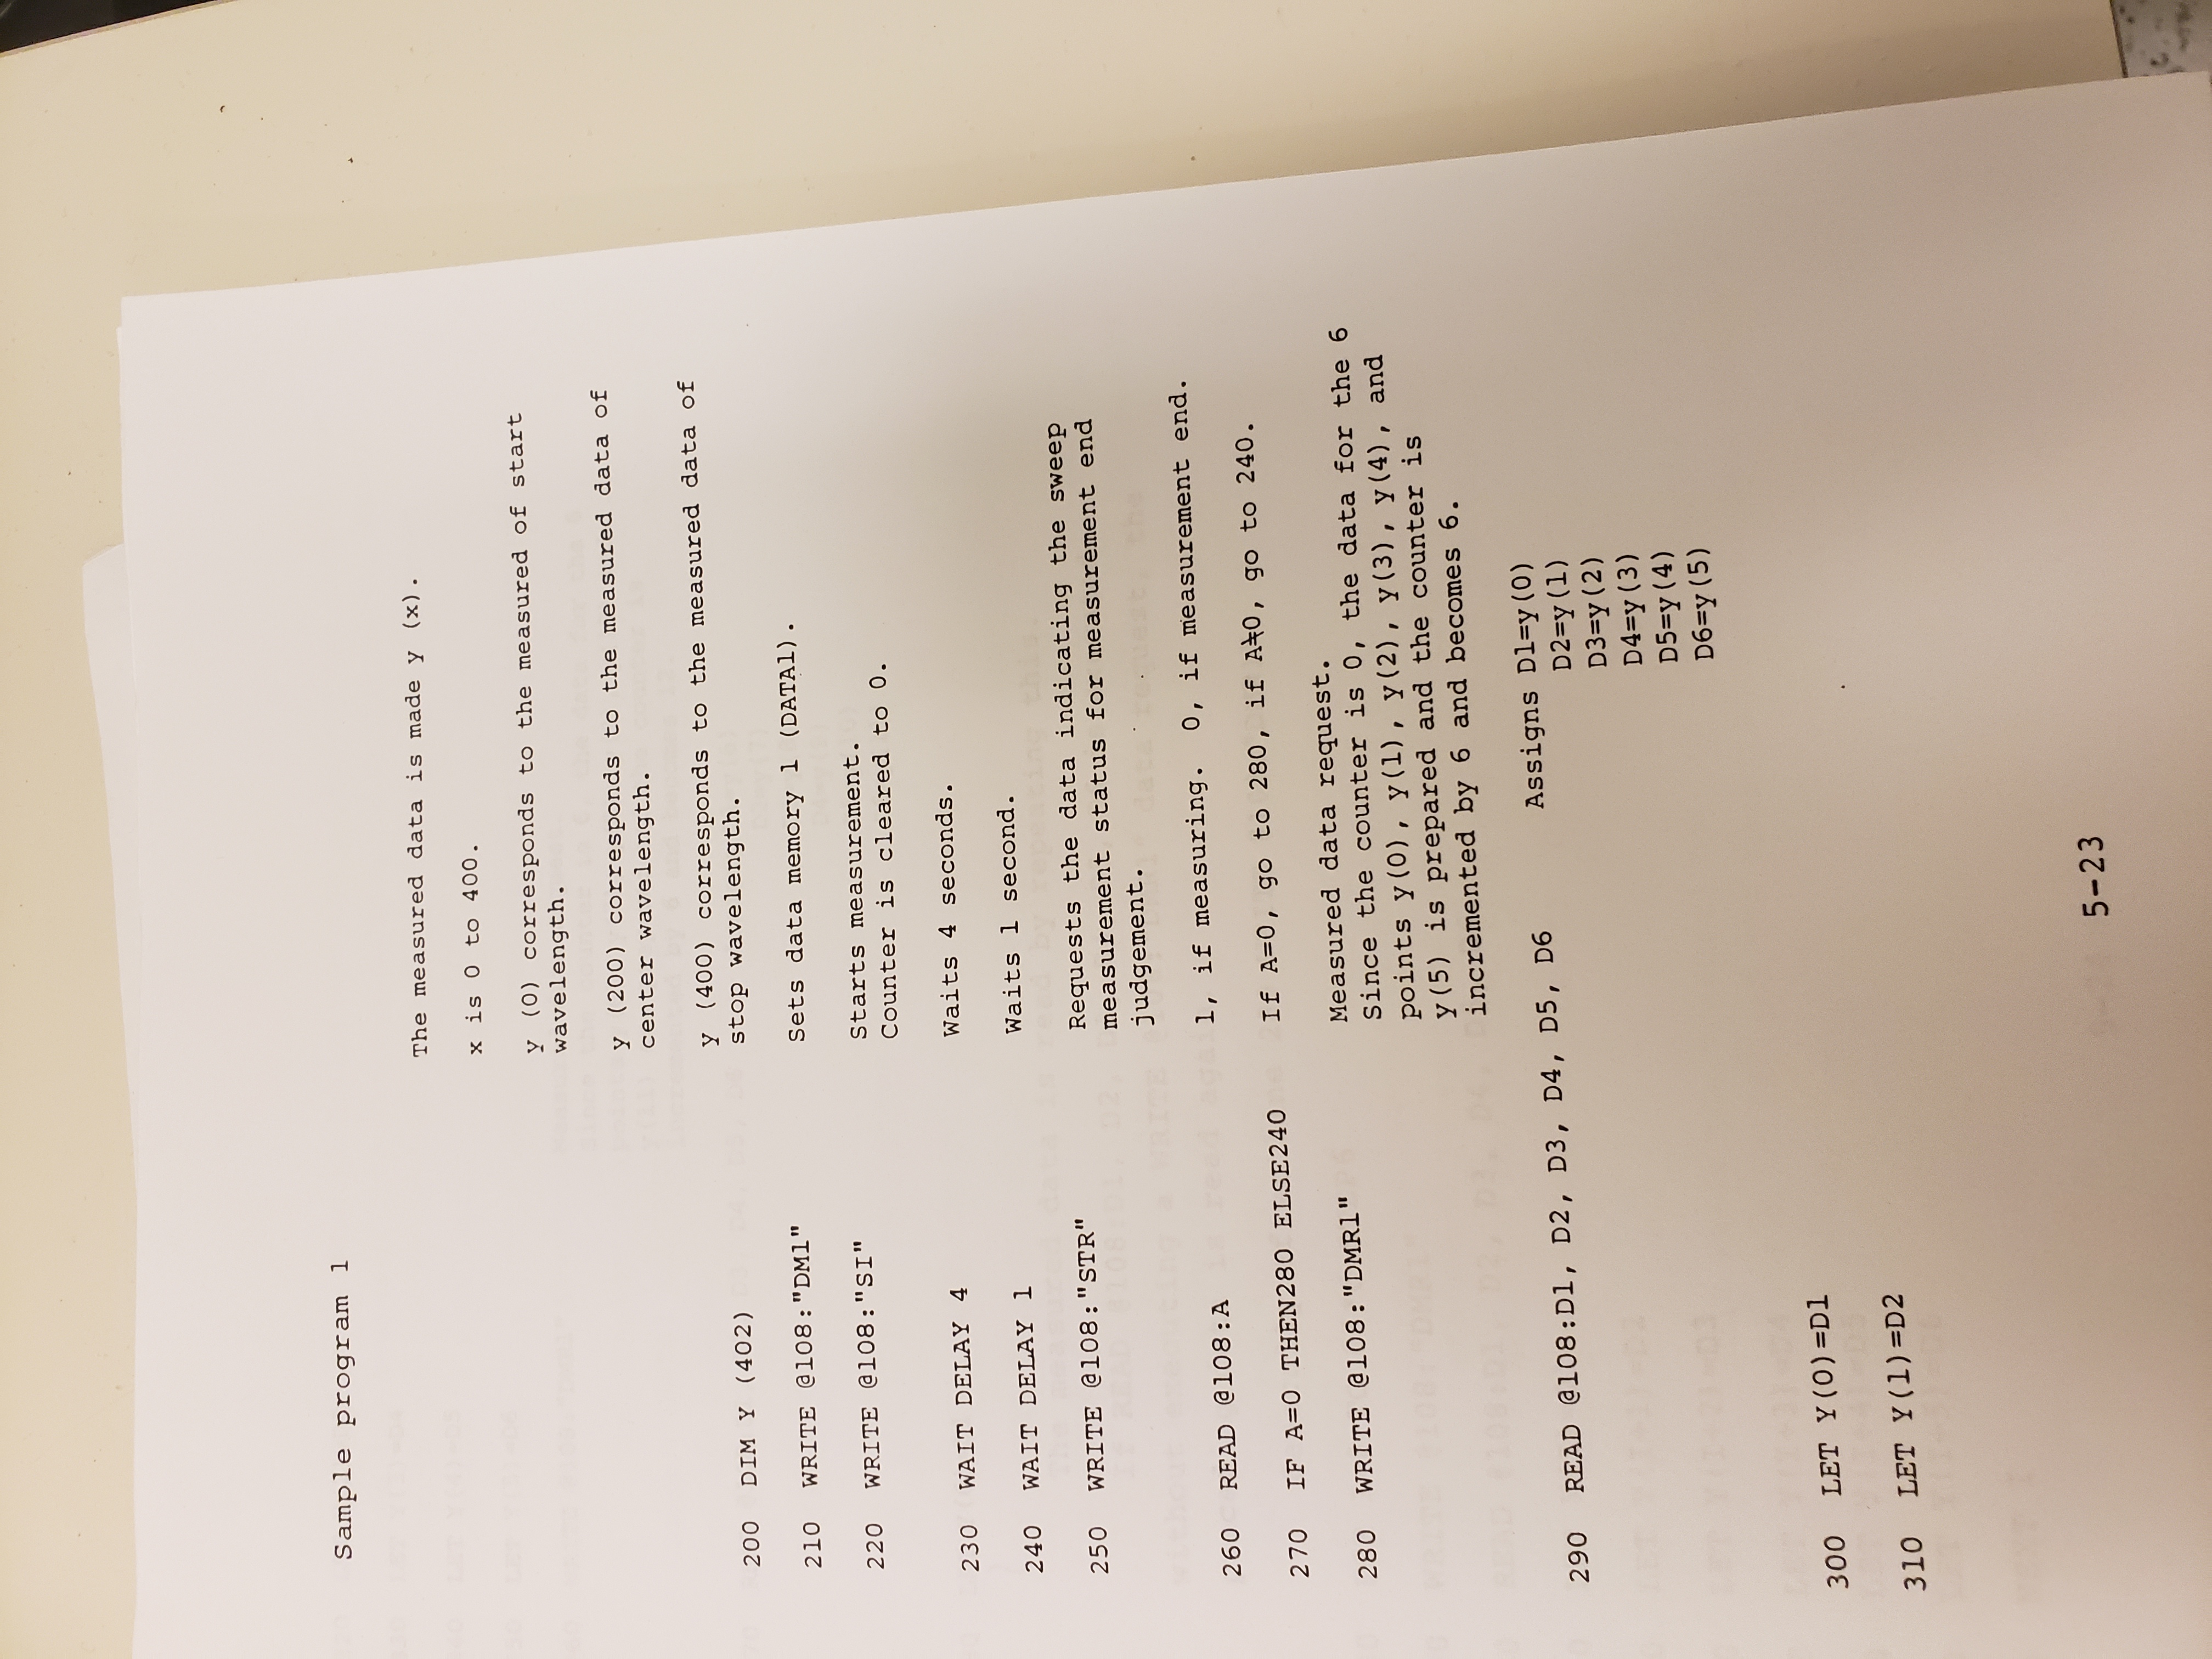 Sample program 1
The measured data is made y (x).
x is 0 to 400.
y (0) corresponds to the measured of start
wavelength.
y (200) corresponds to the measured data of
center wavelength.
y (400) corresponds to the measured data of
200 DIM Y (402) stop wavelength.
210 WRITE @108:"DM1" Sets data memory 1 (DATA1).
220 WRITE @108:"SI" Starts measurement.
Counter is cleared to 0.
230 WAIT DELAY 4 Waits 4 seconds.
240 WAIT DELAY 1 Waits 1 second.
250 WRITE @108:"STR" Requests the data indicating the sweep
measurement status for measurement end
judgement.
260 READ @108:A 1, if measuring. 0, if measurement end.
270 IF A=0 THEN280 ELSE240 If A=0, go to 280, if A≠0, go to 240.
280 WRITE @108:"DMR1" Measured data request.
Since the counter is 0, the data for the 6
points y(0), y(1), y(2), y(3), y(4), and
y(5) is prepared and the counter is
incremented by 6 and becomes 6.
290 READ @108:D1, D2, D3, D4, D5, D6 Assigns D1=y(0)
D2=y(1)
D3=y(2)
D4=y(3)
D5=y(4)
D6=y(5)
300 LET Y(0)=D1
310 LET Y(1)=D2
5-23